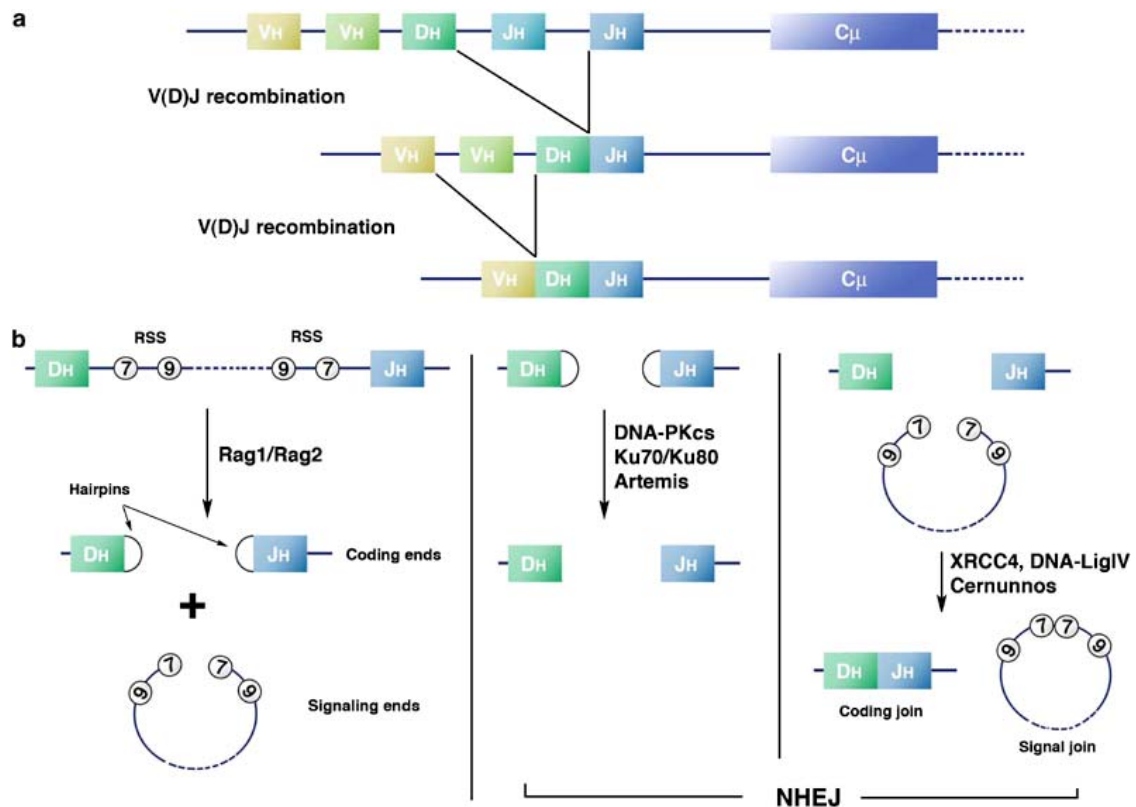 a
VH VH DH JH JH Cμ
V(D)J recombination
VH VH DH JH Cμ
V(D)J recombination
VH DH JH Cμ
b
RSS RSS
DH 7 9 9 7 JH
Rag1/Rag2
Hairpins
DH JH Coding ends
+
7 7
9 9
Signaling ends
DH JH
DNA-PKcs
Ku70/Ku80
Artemis
DH JH
DH JH
7 7
9 9
XRCC4, DNA-LigIV
Cernunnos
DH JH
Coding join
9 7 7 9
Signal join
NHEJ